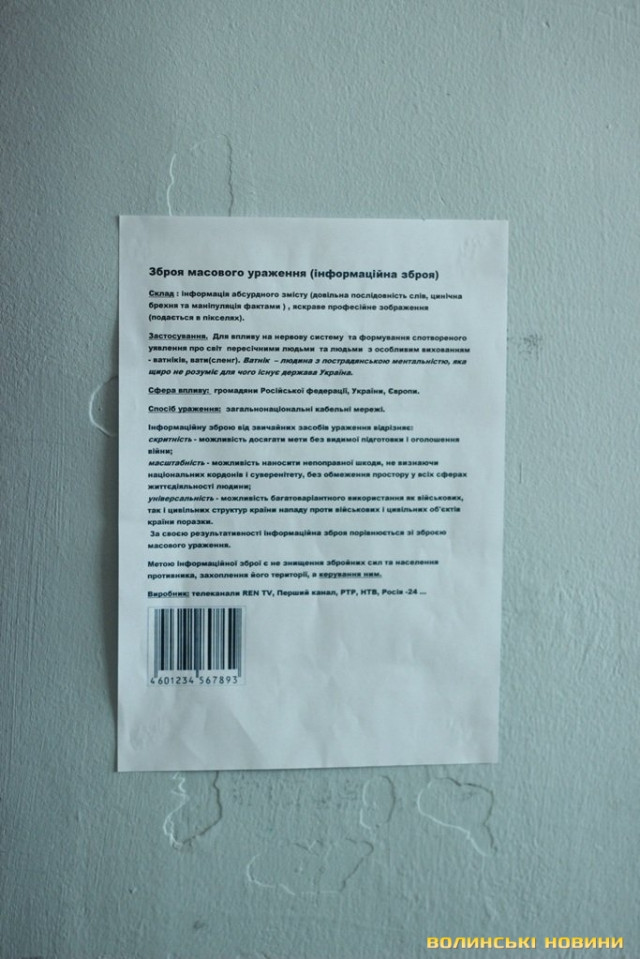 Зброя масового ураження (інформаційна зброя)
Склад : інформація абсурдного змісту (довільна послідовність слів, цинічна
брехня та маніпуляція фактами ) , яскраве професійне зображення
(подається в пікселях).
Застосування. Для впливу на нервову систему та формування спотвореного
уявлення про світ пересічними людьми та людьми з особливим вихованням
- ватніків, вати(сленг). Ватнік – людина з пострадянською ментальністю, яка
щиро не розуміє для чого існує держава Україна.
Сфера впливу: громадяни Російської федерації, України, Європи.
Спосіб ураження: загальнонаціональні кабельні мережі.
Інформаційну зброю від звичайних засобів ураження відрізняє:
скритність - можливість досягати мети без видимої підготовки і оголошення
війни;
масштабність - можливість наносити непоправної шкоди, не визнаючи
національних кордонів і суверенітету, без обмеження простору у всіх сферах
життєдіяльності людини;
універсальність - можливість багатоваріантного використання як військових,
так і цивільних структур країни нападу проти військових і цивільних об'єктів
країни поразки.
За своєю результативності інформаційна зброя порівнюється зі зброєю
масового ураження.
Метою Інформаційної зброї є не знищення збройних сил та населення
противника, захоплення його території, а керування ним.
Виробник: телеканали REN TV, Перший канал, РТР, НТВ, Росія -24 ...
4601234 567893
ВОЛИНСЬКІ НОВИНИ